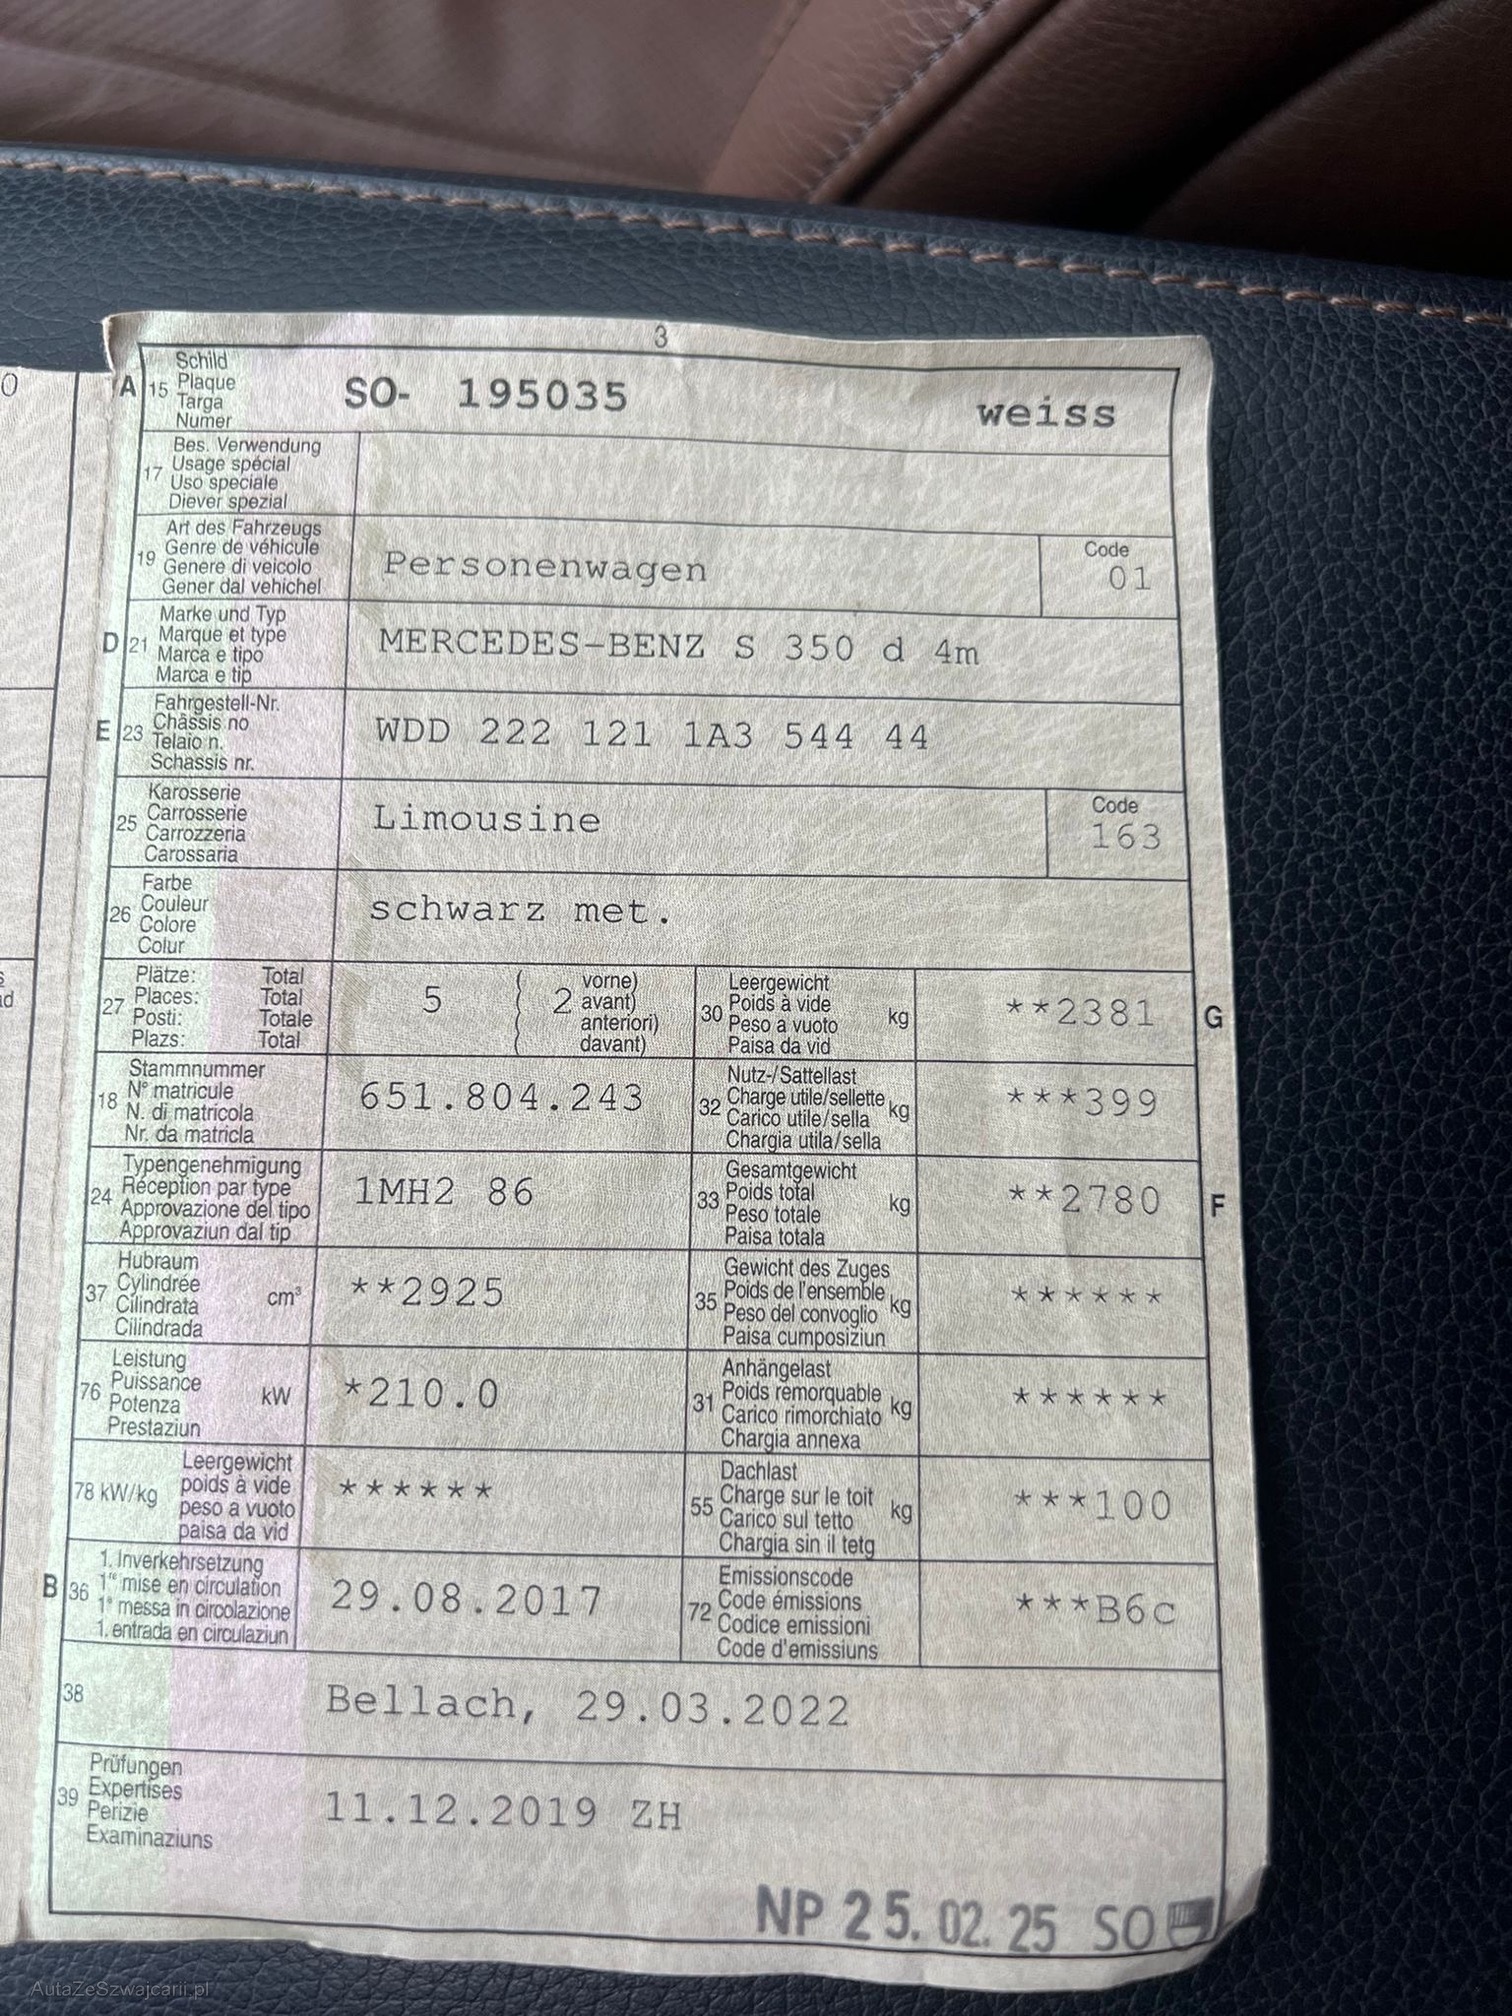 3
A 15 Schild
Plaque
Targa
Numer
SO- 195035 weiss
17 Bes. Verwendung
Usage spécial
Uso speciale
Diever spezial
19 Art des Fahrzeugs
Genre de véhicule
Genere di veicolo
Gener dal vehichel
Personenwagen
Code
01
D 21 Marke und Typ
Marque et type
Marca e tipo
Marca e tip
MERCEDES-BENZ S 350 d 4m
E 23 Fahrgestell-Nr.
Châssis no
Telaio n.
Schassis nr.
WDD 222 121 1A3 544 44
25 Karosserie
Carrosserie
Carrozzeria
Carossaria
Limousine
Code
163
26 Farbe
Couleur
Colore
Colur
schwarz met.
27 Plätze: Total
Places: Total
Posti: Totale
Plazs: Total
5 ( 2 vorne)
( avant)
( anteriori)
( davant)
30 Leergewicht
Poids à vide
Peso a vuoto
Paisa da vid
kg
**2381
G
18 Stammnummer
N° matricule
N. di matricola
Nr. da matricla
651.804.243
32 Nutz-/Sattellast
Charge utile/sellette
Carico utile/sella
Chargia utila/sella
kg
***399
24 Typengenehmigung
Réception par type
Approvazione del tipo
Approvaziun dal tip
1MH2 86
33 Gesamtgewicht
Poids total
Peso totale
Paisa totala
kg
**2780
F
37 Hubraum
Cylindrée
Cilindrata
Cilindrada
cm³
**2925
35 Gewicht des Zuges
Poids de l'ensemble
Peso del convoglio
Paisa cumposiziun
kg
******
76 Leistung
Puissance
Potenza
Prestaziun
kW
*210.0
31 Anhängelast
Poids remorquable
Carico rimorchiato
Chargia annexa
kg
******
78 kW/kg Leergewicht
poids à vide
peso a vuoto
paisa da vid
******
55 Dachlast
Charge sur le toit
Carico sul tetto
Chargia sin il tetg
kg
***100
B 36 1. Inverkehrsetzung
1re mise en circulation
1a messa in circolazione
1. entrada en circulaziun
29.08.2017
72 Emissionscode
Code émissions
Codice emissioni
Code d'emissiuns
***B6c
38 Bellach, 29.03.2022
39 Prüfungen
Expertises
Perizie
Examinaziuns
11.12.2019 ZH
NP 25.02.25 SO
AutaZeSzwajcarii.pl